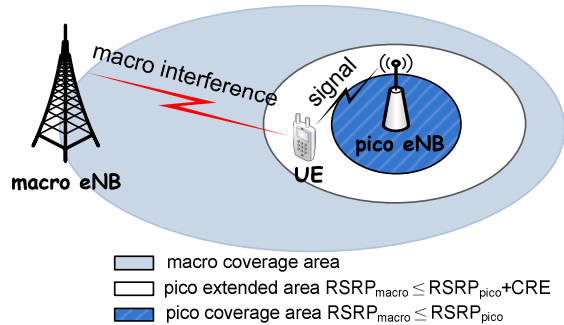 macro interference
signal
macro eNB
UE
pico eNB
macro coverage area
pico extended area RSRPmacro ≤ RSRPpico+CRE
pico coverage area RSRPmacro ≤ RSRPpico